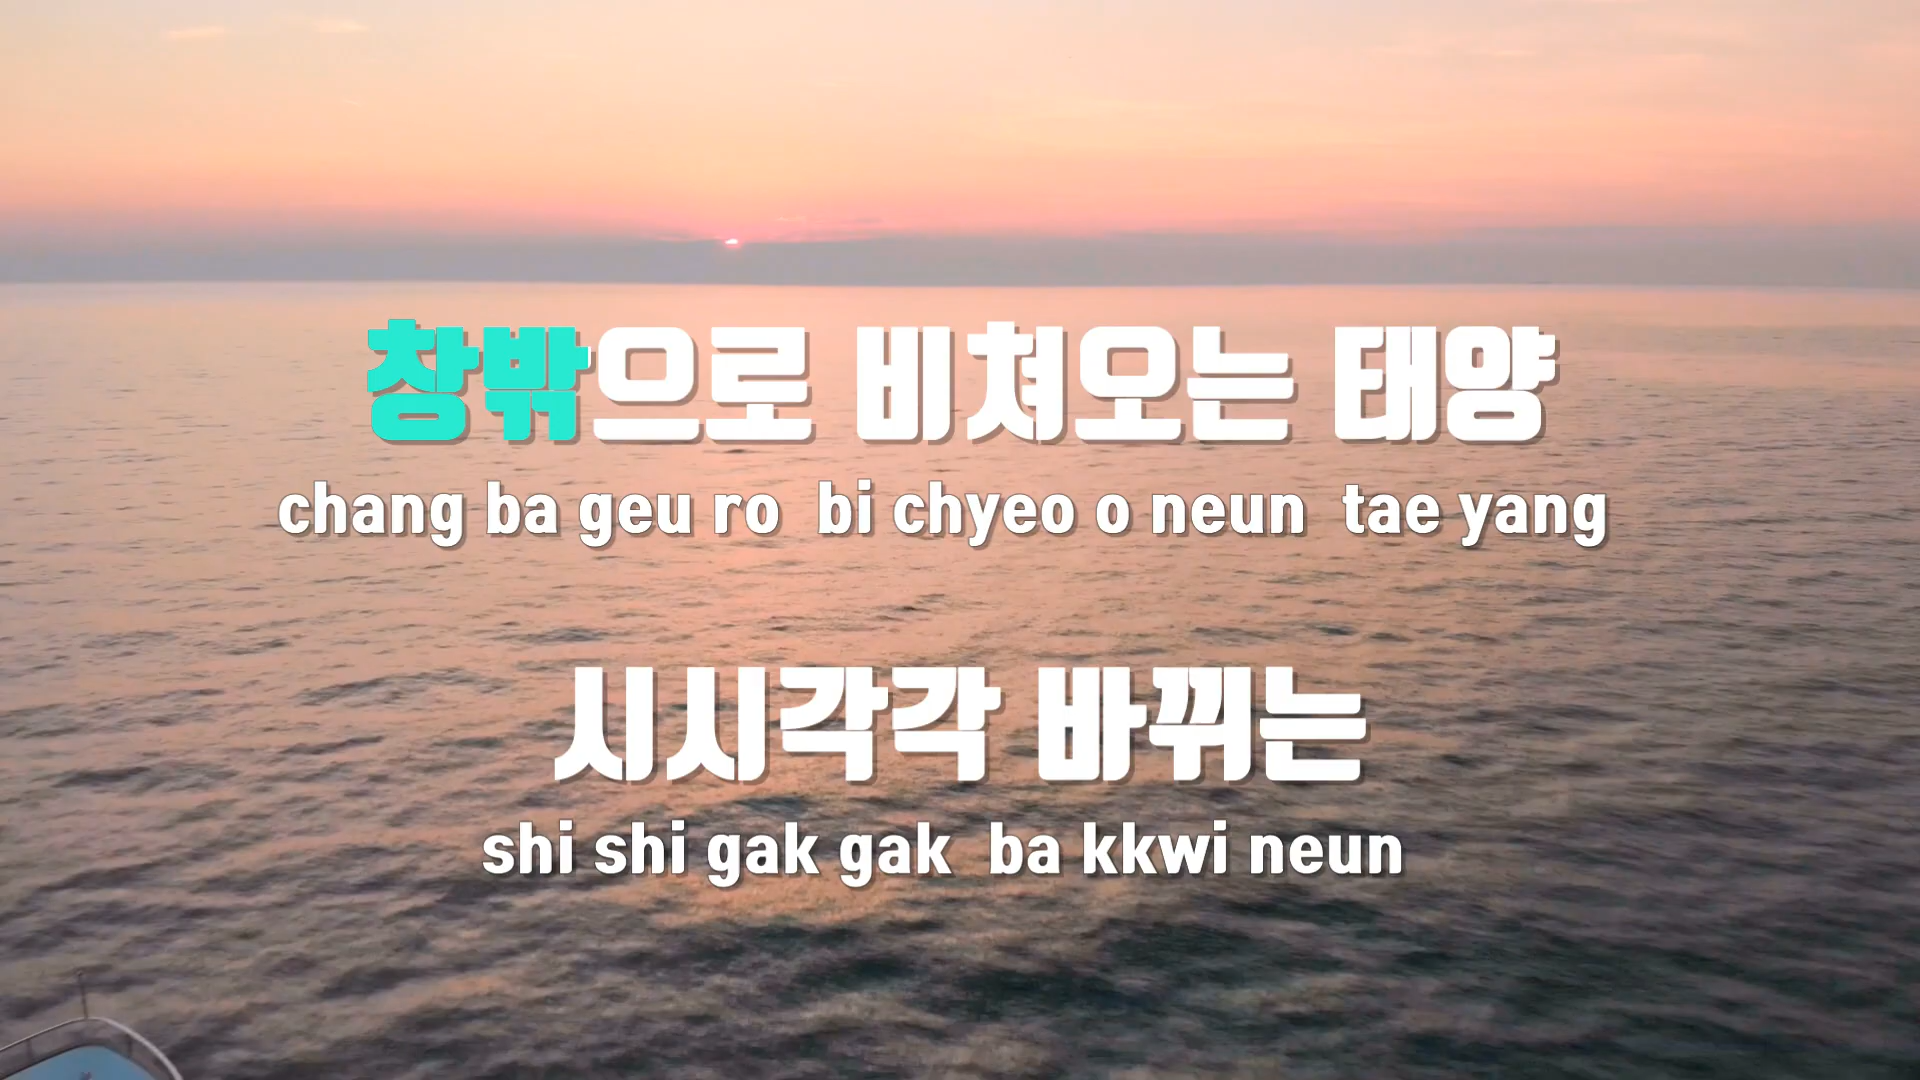 창밖으로 비쳐오는 태양
chang ba geu ro bi chyeo o neun tae yang
시시각각 바뀌는
shi shi gak gak ba kkwi neun